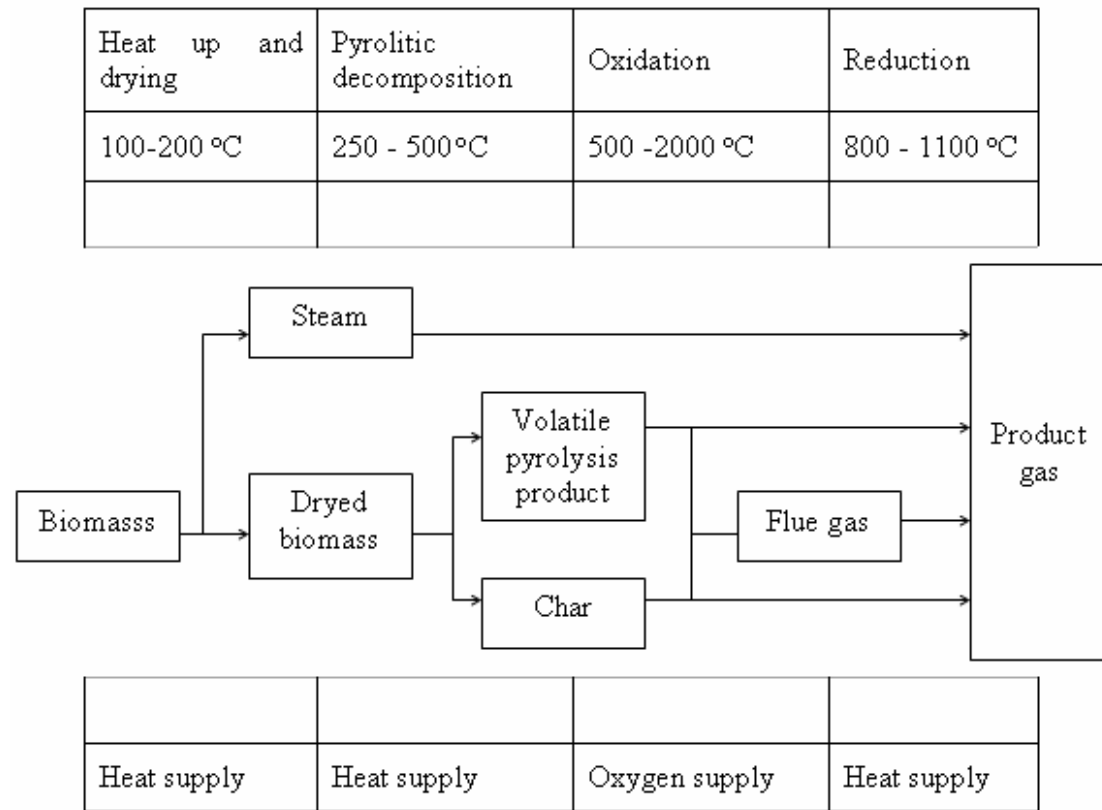 Heat up and
drying
Pyrolitic
decomposition
Oxidation
Reduction
100-200 ºC
250 - 500ºC
500 -2000 ºC
800 - 1100 ºC
Steam
Volatile
pyrolysis
product
Product
gas
Biomasss
Dryed
biomass
Flue gas
Char
Heat supply
Heat supply
Oxygen supply
Heat supply